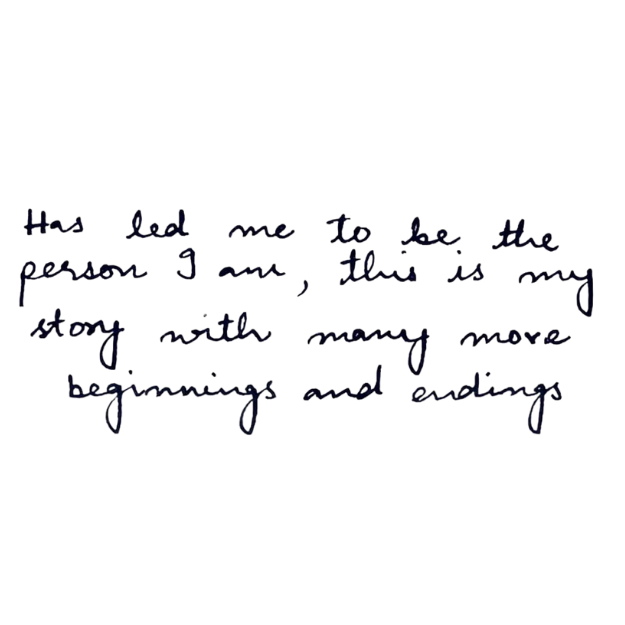 Has led me to be the
person I am, this is my
story with many more
beginnings and endings